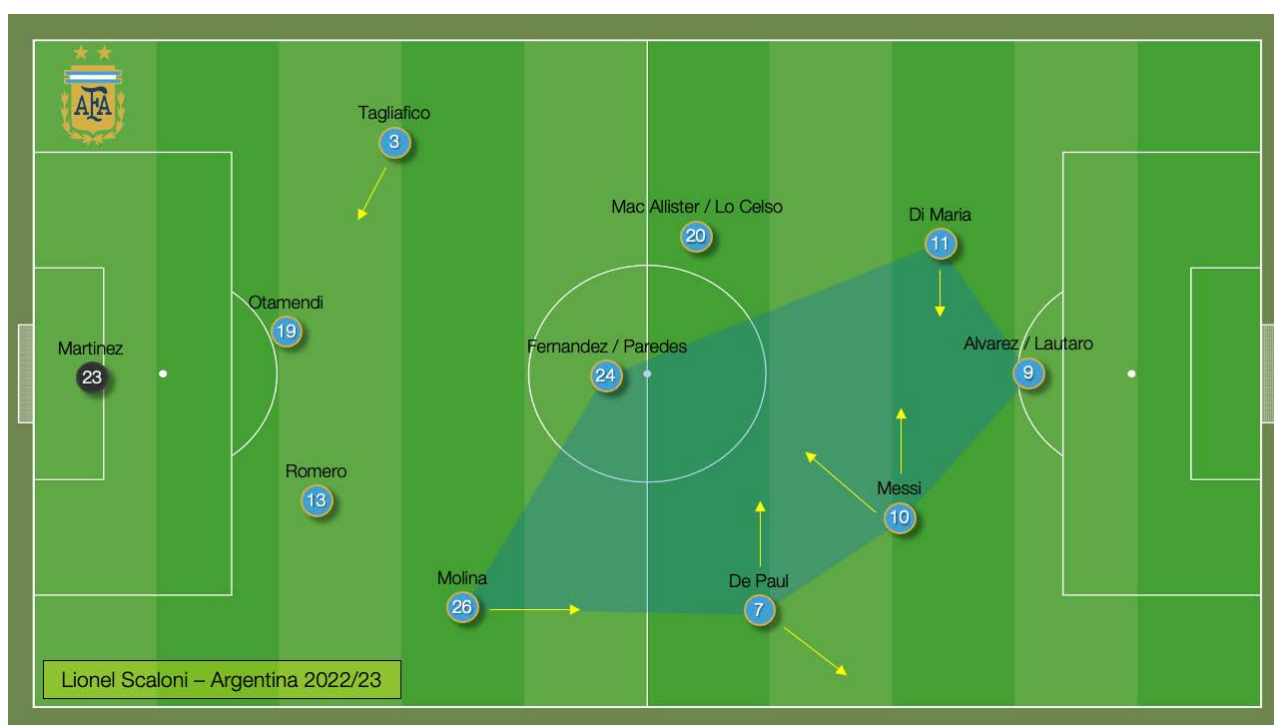 AFA
Tagliafico
3
Mac Allister / Lo Celso
20
Di Maria
11
Otamendi
19
Martinez
23
Fernandez / Paredes
24
Alvarez / Lautaro
9
Romero
13
Messi
10
Molina
26
De Paul
7
Lionel Scaloni – Argentina 2022/23